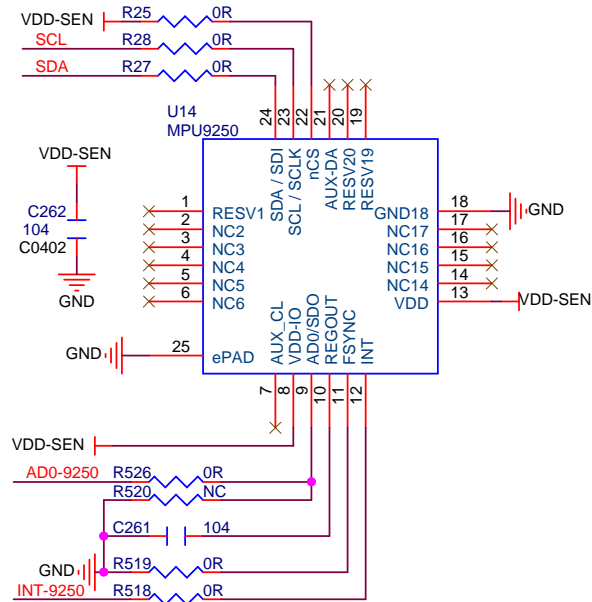 VDD-SEN R25 0R
SCL R28 0R
SDA R27 0R
U14
MPU9250
24 23 22 21 20 19
SDA / SDI
SCL / SCLK
nCS
AUX-DA
RESV20
RESV19
VDD-SEN
C262
104
C0402
GND
1 RESV1
2 NC2
3 NC3
4 NC4
5 NC5
6 NC6
GND18 18 GND
NC17 17
NC16 16
NC15 15
NC14 14
VDD 13 VDD-SEN
GND 25 ePAD
AUX_CL
VDD-IO
AD0/SDO
REGOUT
FSYNC
INT
7 8 9 10 11 12
VDD-SEN
AD0-9250 R526 0R
R520 NC
C261 104
GND R519 0R
INT-9250 R518 0R